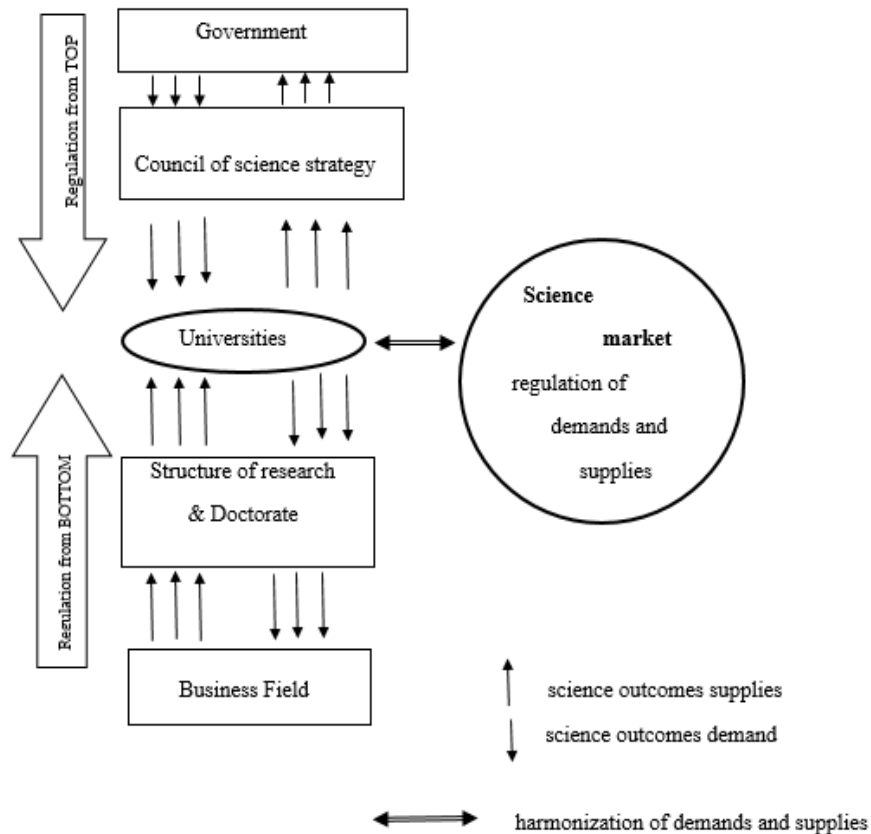 Government
Regulation from TOP
Council of science strategy
Universities
Science
market
regulation of
demands and
supplies
Regulation from BOTTOM
Structure of research
& Doctorate
Business Field
science outcomes supplies
science outcomes demand
harmonization of demands and supplies